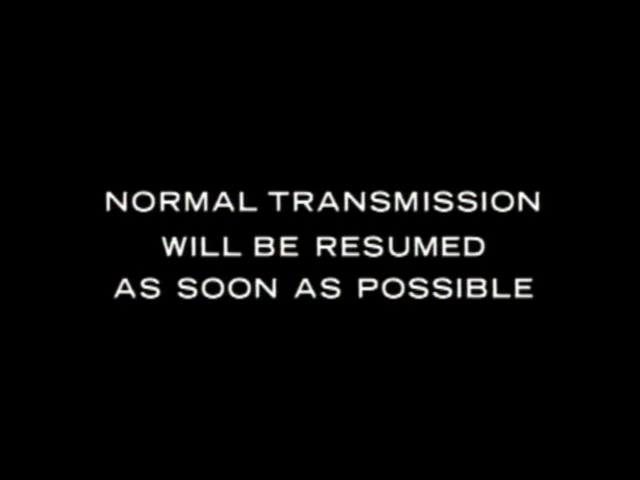 NORMAL TRANSMISSION
WILL BE RESUMED
AS SOON AS POSSIBLE